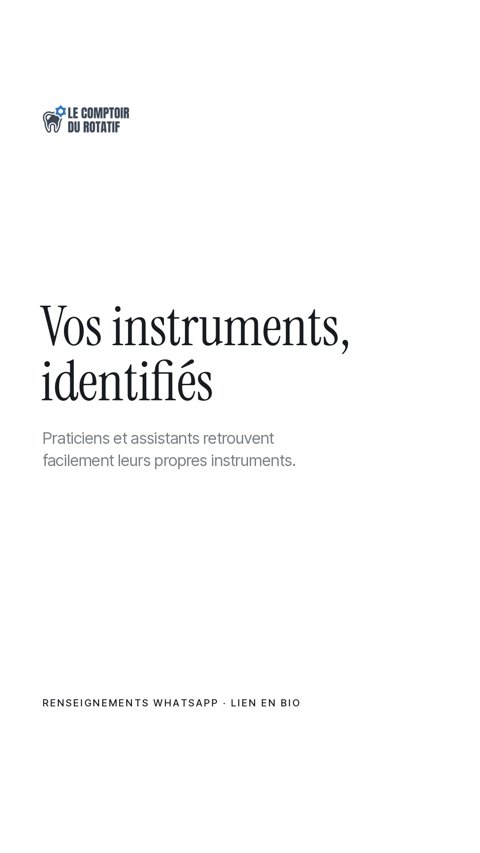 LE COMPTOIR
DU ROTATIF
Vos instruments,
identifiés
Praticiens et assistants retrouvent
facilement leurs propres instruments.
RENSEIGNEMENTS WHATSAPP · LIEN EN BIO